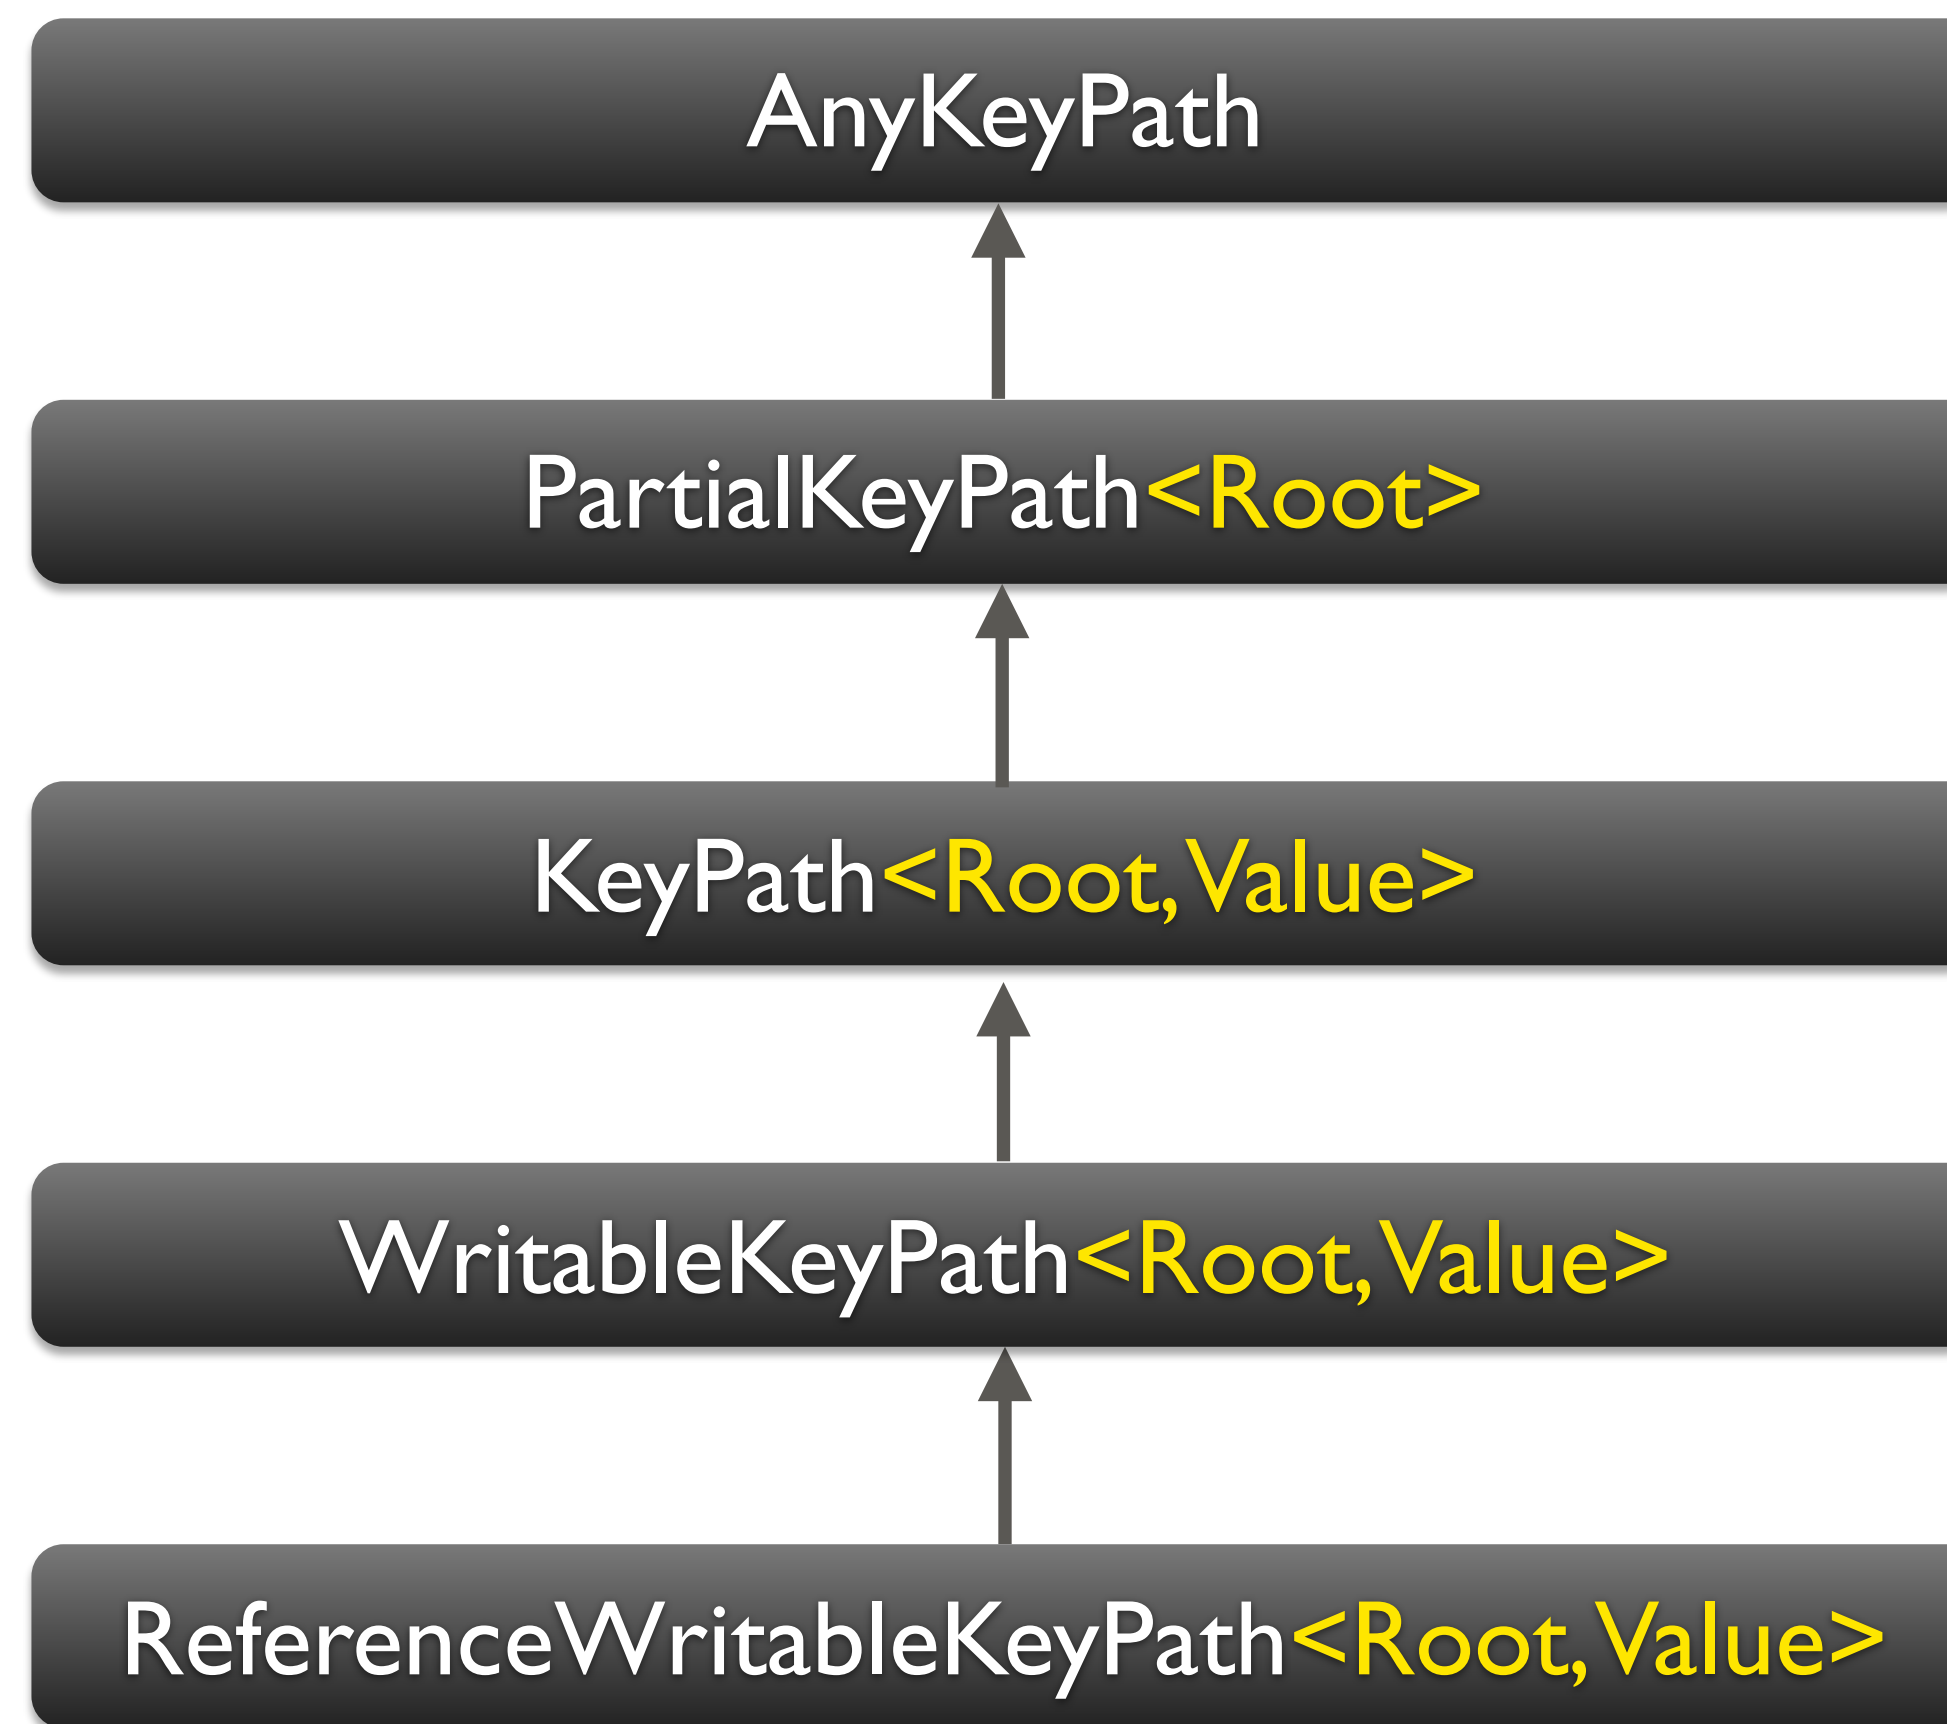 AnyKeyPath
PartialKeyPath<Root>
KeyPath<Root, Value>
WritableKeyPath<Root, Value>
ReferenceWritableKeyPath<Root, Value>